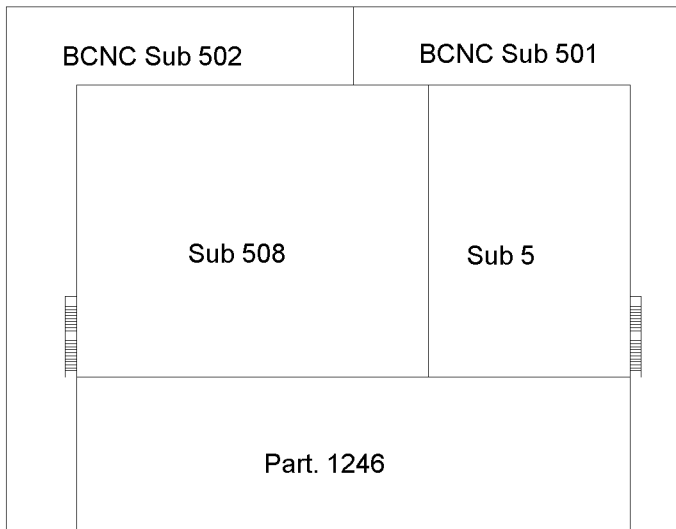 BCNC Sub 502
BCNC Sub 501
Sub 508
Sub 5
Part. 1246